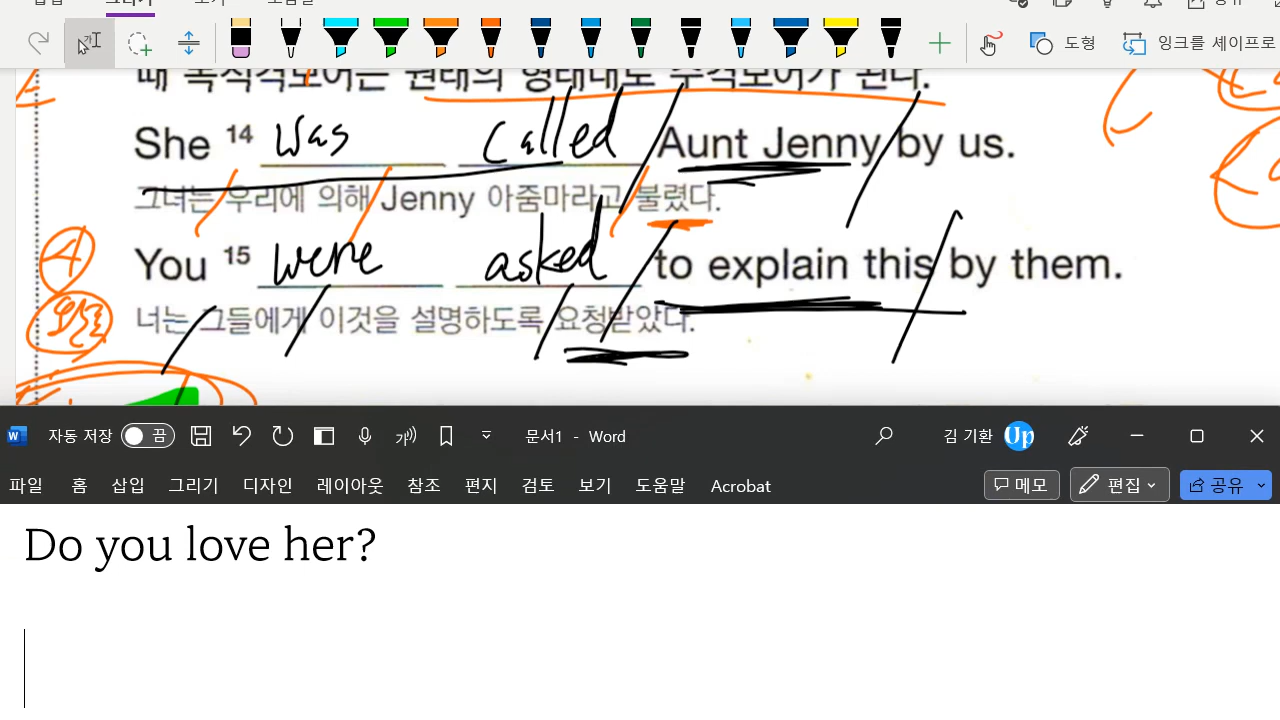 도형
잉크를 셰이프로
때 목적격보어는 원래의 형태대로 주격보어가 된다.
She 14 was called Aunt Jenny by us.
그녀는 우리에 의해 Jenny 아줌마라고 불렸다.
You 15 were asked to explain this by them.
너는 그들에게 이것을 설명하도록 요청받았다.
자동 저장 끔 문서1 - Word 김 기환 Up
파일 홈 삽입 그리기 디자인 레이아웃 참조 편지 검토 보기 도움말 Acrobat 메모 편집 공유
Do you love her?